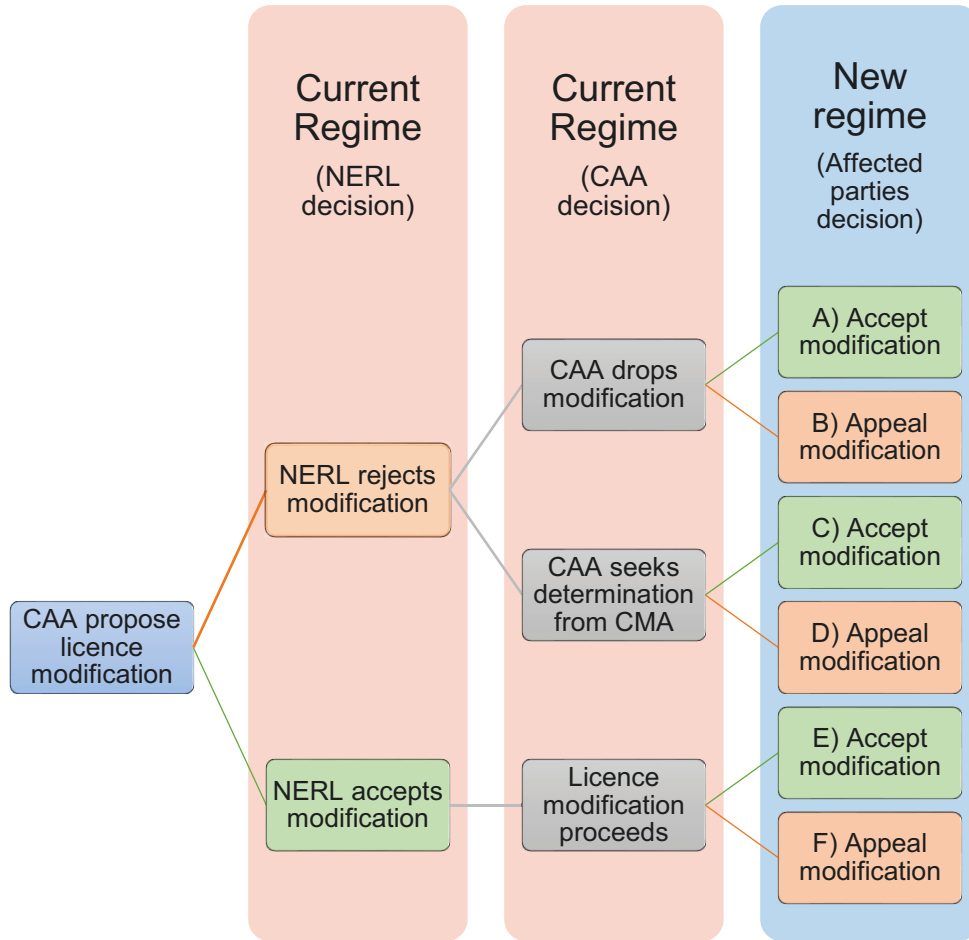 Current
Regime
(NERL
decision)
Current
Regime
(CAA
decision)
New
regime
(Affected
parties
decision)
CAA propose
licence
modification
NERL rejects
modification
NERL accepts
modification
CAA drops
modification
CAA seeks
determination
from CMA
Licence
modification
proceeds
A) Accept
modification
B) Appeal
modification
C) Accept
modification
D) Appeal
modification
E) Accept
modification
F) Appeal
modification